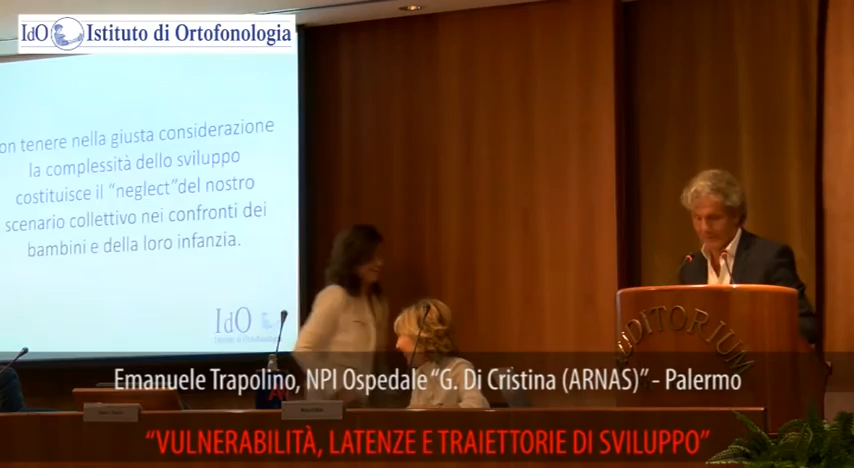 IdO Istituto di Ortofonologia
on tenere nella giusta considerazione
la complessità dello sviluppo
costituisce il “neglect”del nostro
scenario collettivo nei confronti dei
bambini e della loro infanzia.
IdO
AUDITORIUM
Emanuele Trapolino, NPI Ospedale “G. Di Cristina (ARNAS)” - Palermo
“VULNERABILITÀ, LATENZE E TRAIETTORIE DI SVILUPPO”